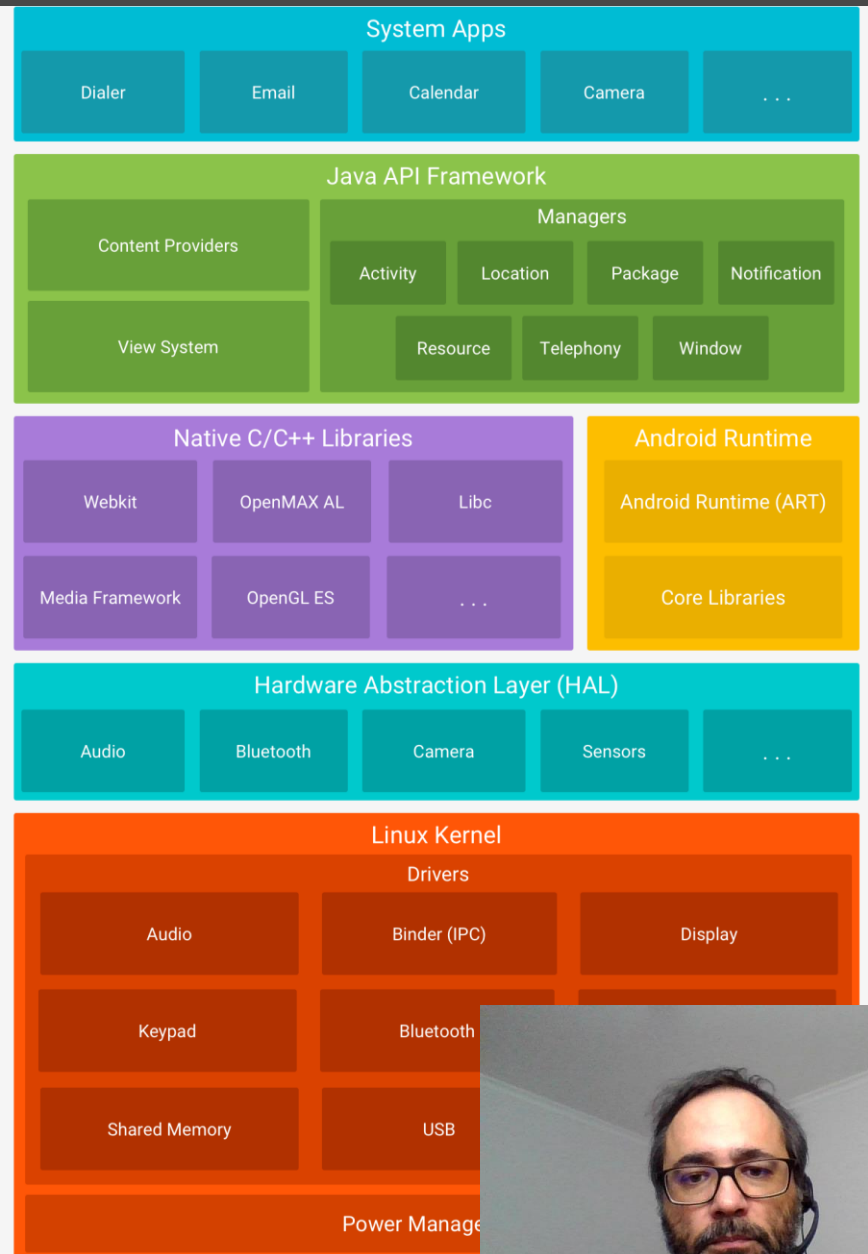 System Apps
Dialer Email Calendar Camera . . .
Java API Framework
Managers
Content Providers
Activity Location Package Notification
View System
Resource Telephony Window
Native C/C++ Libraries
Webkit OpenMAX AL Libc
Media Framework OpenGL ES . . .
Android Runtime
Android Runtime (ART)
Core Libraries
Hardware Abstraction Layer (HAL)
Audio Bluetooth Camera Sensors . . .
Linux Kernel
Drivers
Audio Binder (IPC) Display
Keypad Bluetooth
Shared Memory USB
Power